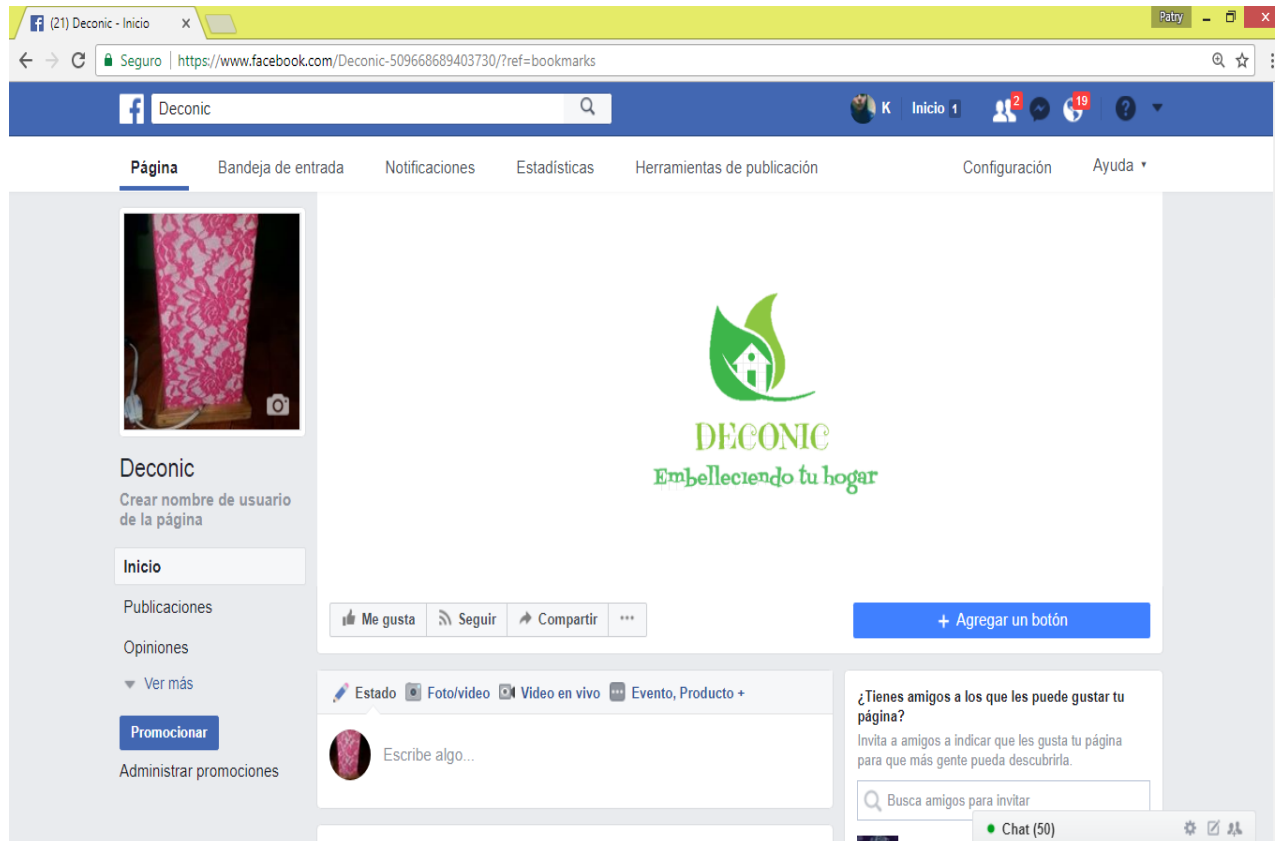 (21) Deconic - Inicio
Patry
Seguro | https://www.facebook.com/Deconic-509668689403730/?ref=bookmarks
Deconic
K Inicio 1 2 19
Página Bandeja de entrada Notificaciones Estadísticas Herramientas de publicación Configuración Ayuda
DECONIC
Embelleciendo tu hogar
Deconic
Crear nombre de usuario
de la página
Inicio
Publicaciones
Opiniones
Ver más
Promocionar
Administrar promociones
Me gusta Seguir Compartir ...
+ Agregar un botón
Estado Foto/video Video en vivo Evento, Producto +
Escribe algo...
¿Tienes amigos a los que les puede gustar tu
página?
Invita a amigos a indicar que les gusta tu página
para que más gente pueda descubrirla.
Busca amigos para invitar
Chat (50)